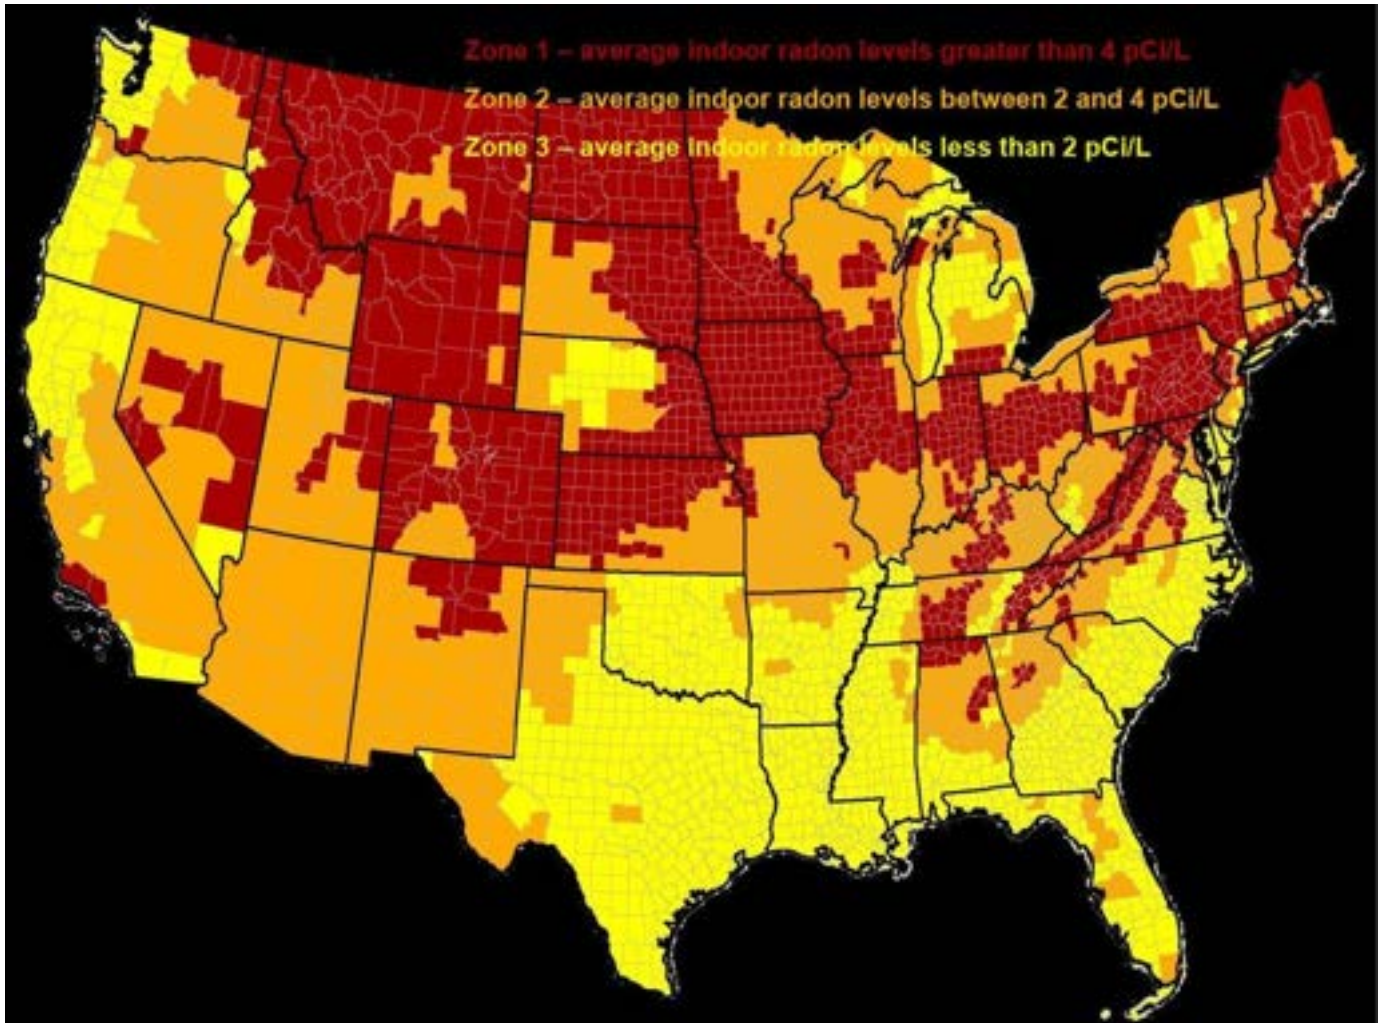 Zone 1 – average indoor radon levels greater than 4 pCi/L
Zone 2 – average indoor radon levels between 2 and 4 pCi/L
Zone 3 – average indoor radon levels less than 2 pCi/L